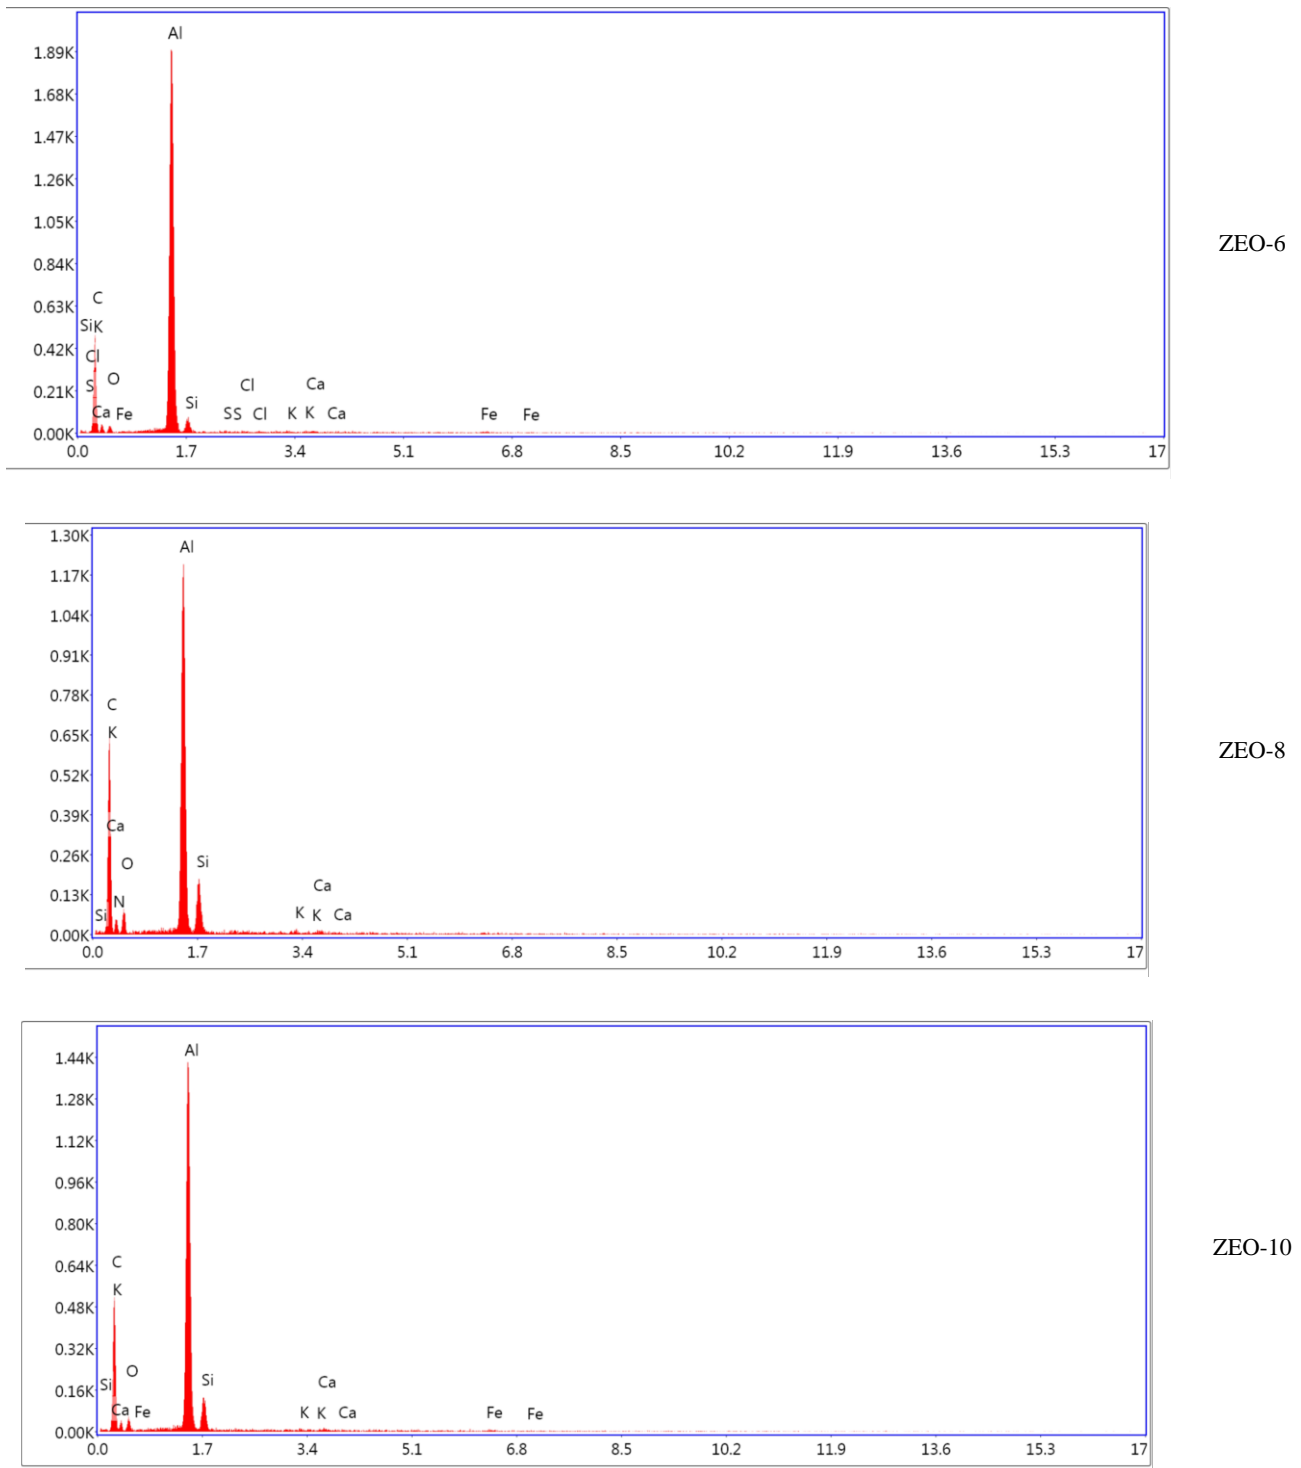 Al
1.89K
1.68K
1.47K
1.26K
1.05K
0.84K
ZEO-6
0.63K
C
Si K
0.42K
Cl
O
Cl
Ca
0.21K
S
Si
Ca Fe
S S Cl K K Ca Fe Fe
0.00K
0.0 1.7 3.4 5.1 6.8 8.5 10.2 11.9 13.6 15.3 17
1.30K
Al
1.17K
1.04K
0.91K
0.78K
C
ZEO-8
0.65K
K
0.52K
0.39K
Ca
0.26K
O
Si
Ca
0.13K
N
Si
K K Ca
0.00K
0.0 1.7 3.4 5.1 6.8 8.5 10.2 11.9 13.6 15.3 17
Al
1.44K
1.28K
1.12K
0.96K
0.80K
ZEO-10
C
0.64K
K
0.48K
0.32K
O
Si
Si
Ca
0.16K
Ca Fe
K K Ca Fe Fe
0.00K
0.0 1.7 3.4 5.1 6.8 8.5 10.2 11.9 13.6 15.3 17